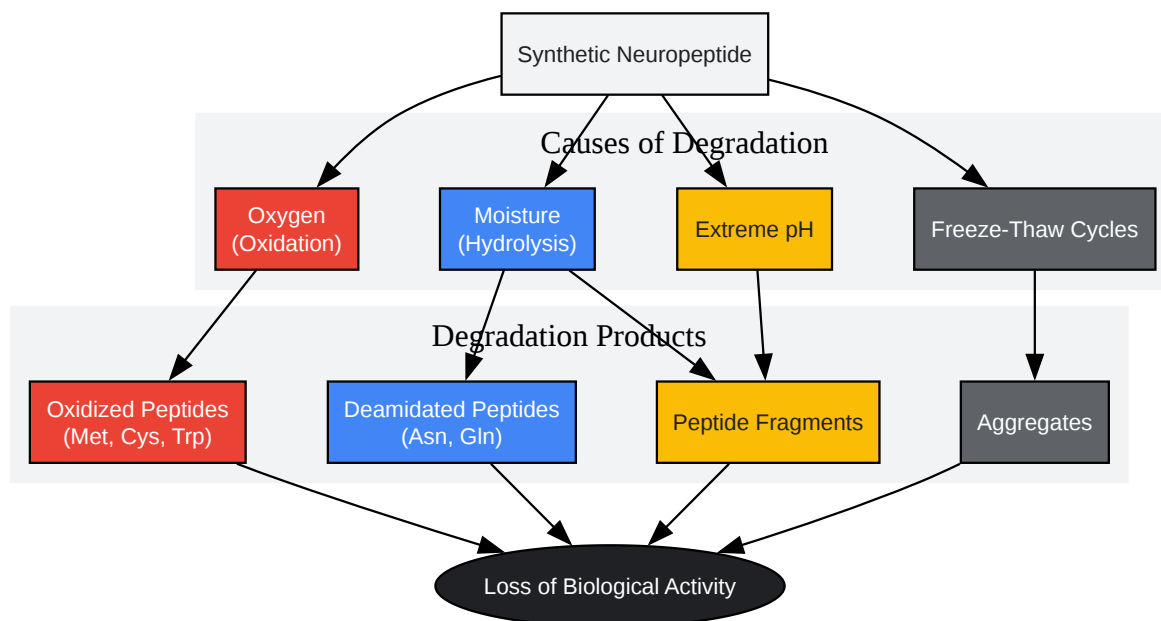 Synthetic Neuropeptide
Causes of Degradation
Oxygen
(Oxidation)
Moisture
(Hydrolysis)
Extreme pH
Freeze-Thaw Cycles
Degradation Products
Oxidized Peptides
(Met, Cys, Trp)
Deamidated Peptides
(Asn, Gln)
Peptide Fragments
Aggregates
Loss of Biological Activity